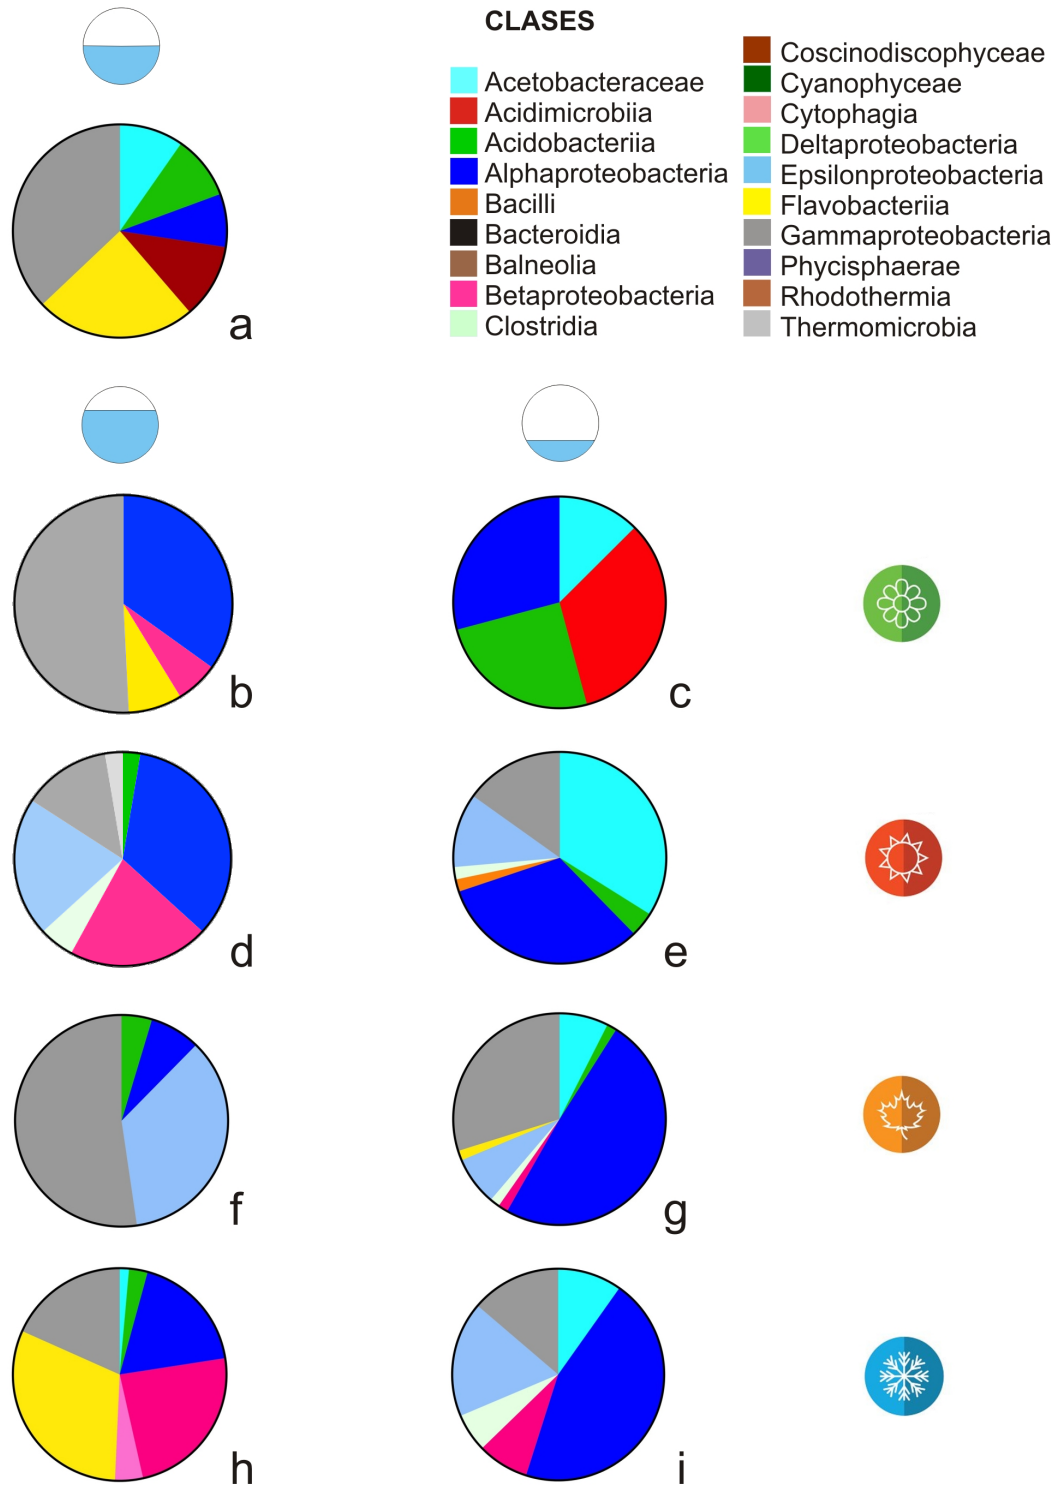 CLASES
Acetobacteraceae
Acidimicrobiia
Acidobacteriia
Alphaproteobacteria
Bacilli
Bacteroidia
Balneolia
Betaproteobacteria
Clostridia
Coscinodiscophyceae
Cyanophyceae
Cytophagia
Deltaproteobacteria
Epsilonproteobacteria
Flavobacteriia
Gammaproteobacteria
Phycisphaerae
Rhodothermia
Thermomicrobia
a
b
c
d
e
f
g
h
i